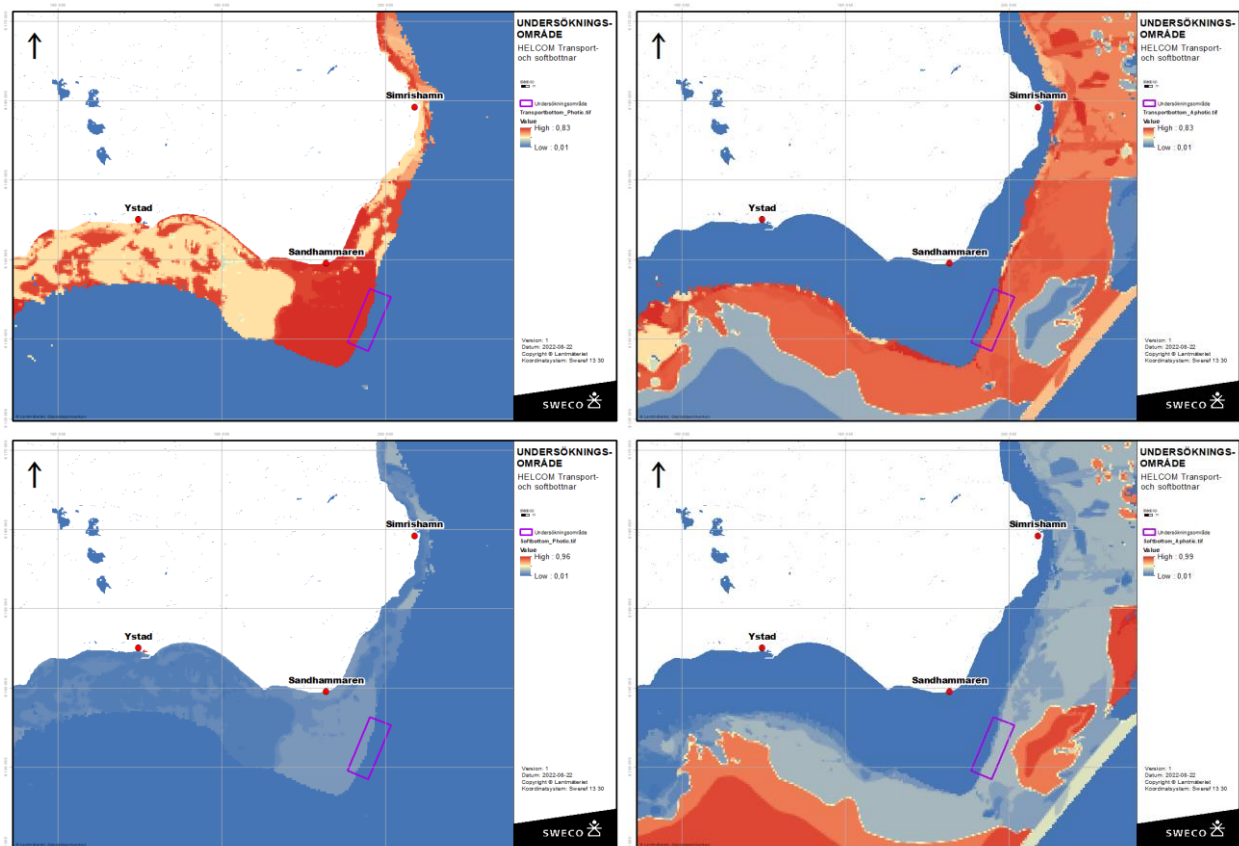 UNDERSÖKNINGS-
OMRÅDE
HELCOM Transport-
och softbottnar
Simrishamn
Undersökningsområde
Transportbottom_Photic.tif
Value
High : 0,83
Low : 0,01
Ystad
Sandhammaren
Version: 1
Datum: 2022-08-22
Copyright © Lantmäteriet
Koordinatsystem: Sweref 13 30
SWECO
UNDERSÖKNINGS-
OMRÅDE
HELCOM Transport-
och softbottnar
Simrishamn
Undersökningsområde
Transportbottom_Aphotic.tif
Value
High : 0,83
Low : 0,01
Ystad
Sandhammaren
Version: 1
Datum: 2022-08-22
Copyright © Lantmäteriet
Koordinatsystem: Sweref 13 30
SWECO
UNDERSÖKNINGS-
OMRÅDE
HELCOM Transport-
och softbottnar
Simrishamn
Undersökningsområde
Softbottom_Photic.tif
Value
High : 0,96
Low : 0,01
Ystad
Sandhammaren
Version: 1
Datum: 2022-08-22
Copyright © Lantmäteriet
Koordinatsystem: Sweref 13 30
SWECO
UNDERSÖKNINGS-
OMRÅDE
HELCOM Transport-
och softbottnar
Simrishamn
Undersökningsområde
Softbottom_Aphotic.tif
Value
High : 0,99
Low : 0,01
Ystad
Sandhammaren
Version: 1
Datum: 2022-08-22
Copyright © Lantmäteriet
Koordinatsystem: Sweref 13 30
SWECO